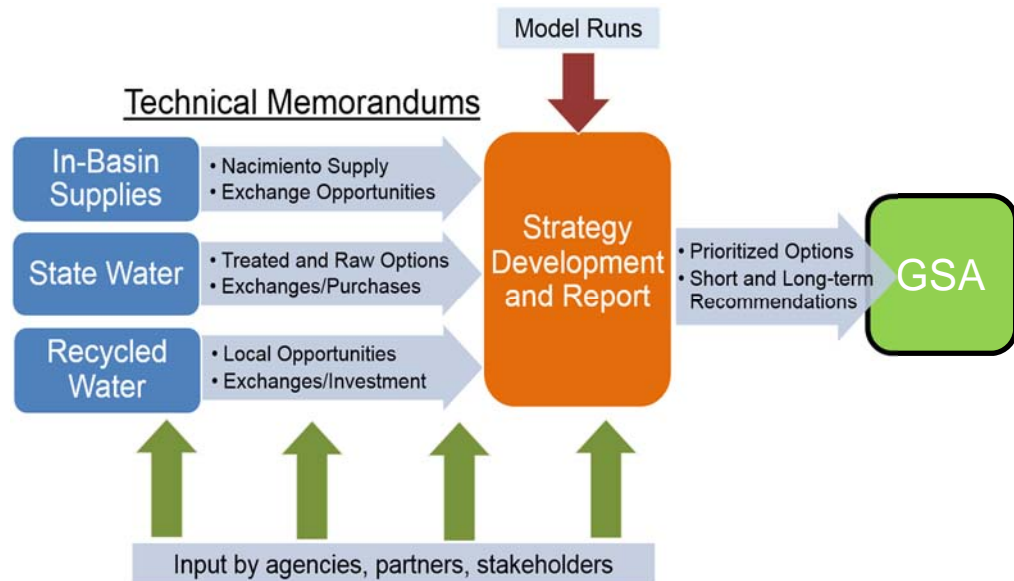 Model Runs
Technical Memorandums
In-Basin
Supplies
• Nacimiento Supply
• Exchange Opportunities
State Water
• Treated and Raw Options
• Exchanges/Purchases
Recycled
Water
• Local Opportunities
• Exchanges/Investment
Strategy
Development
and Report
• Prioritized Options
• Short and Long-term
Recommendations
GSA
Input by agencies, partners, stakeholders